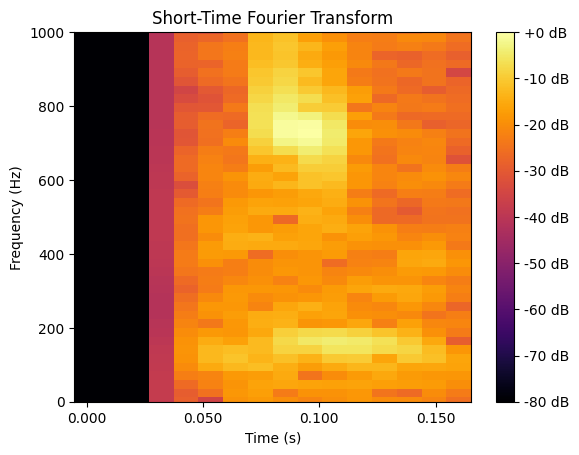 Short-Time Fourier Transform
1000
800
600
400
200
0
Frequency (Hz)
0.000
0.050
0.100
0.150
Time (s)
+0 dB
-10 dB
-20 dB
-30 dB
-40 dB
-50 dB
-60 dB
-70 dB
-80 dB